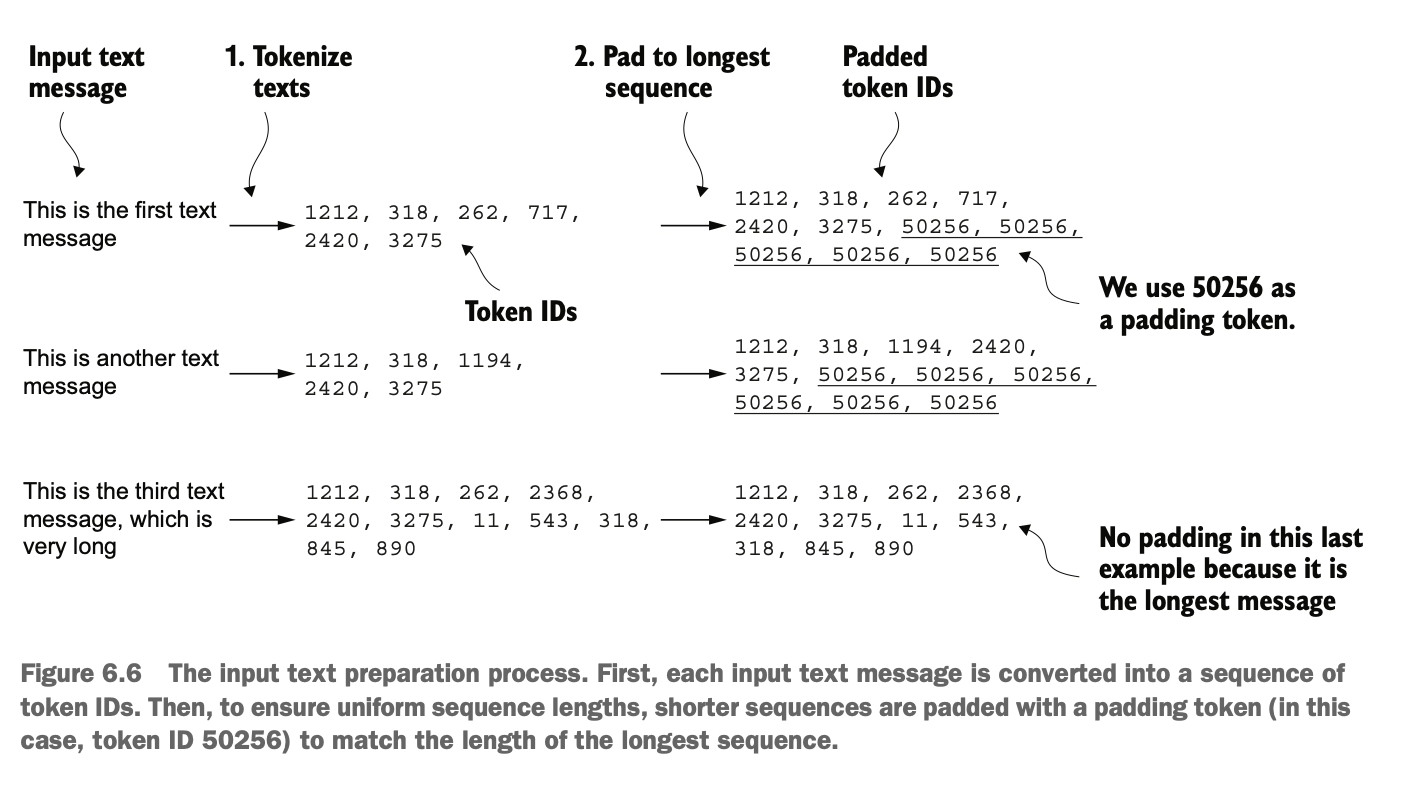 Input text
message
1. Tokenize
texts
2. Pad to longest
sequence
Padded
token IDs
This is the first text
message
1212, 318, 262, 717,
2420, 3275
Token IDs
1212, 318, 262, 717,
2420, 3275, 50256, 50256,
50256, 50256, 50256
We use 50256 as
a padding token.
This is another text
message
1212, 318, 1194,
2420, 3275
1212, 318, 1194, 2420,
3275, 50256, 50256, 50256,
50256, 50256, 50256
This is the third text
message, which is
very long
1212, 318, 262, 2368,
2420, 3275, 11, 543, 318,
845, 890
1212, 318, 262, 2368,
2420, 3275, 11, 543,
318, 845, 890
No padding in this last
example because it is
the longest message
Figure 6.6 The input text preparation process. First, each input text message is converted into a sequence of
token IDs. Then, to ensure uniform sequence lengths, shorter sequences are padded with a padding token (in this
case, token ID 50256) to match the length of the longest sequence.